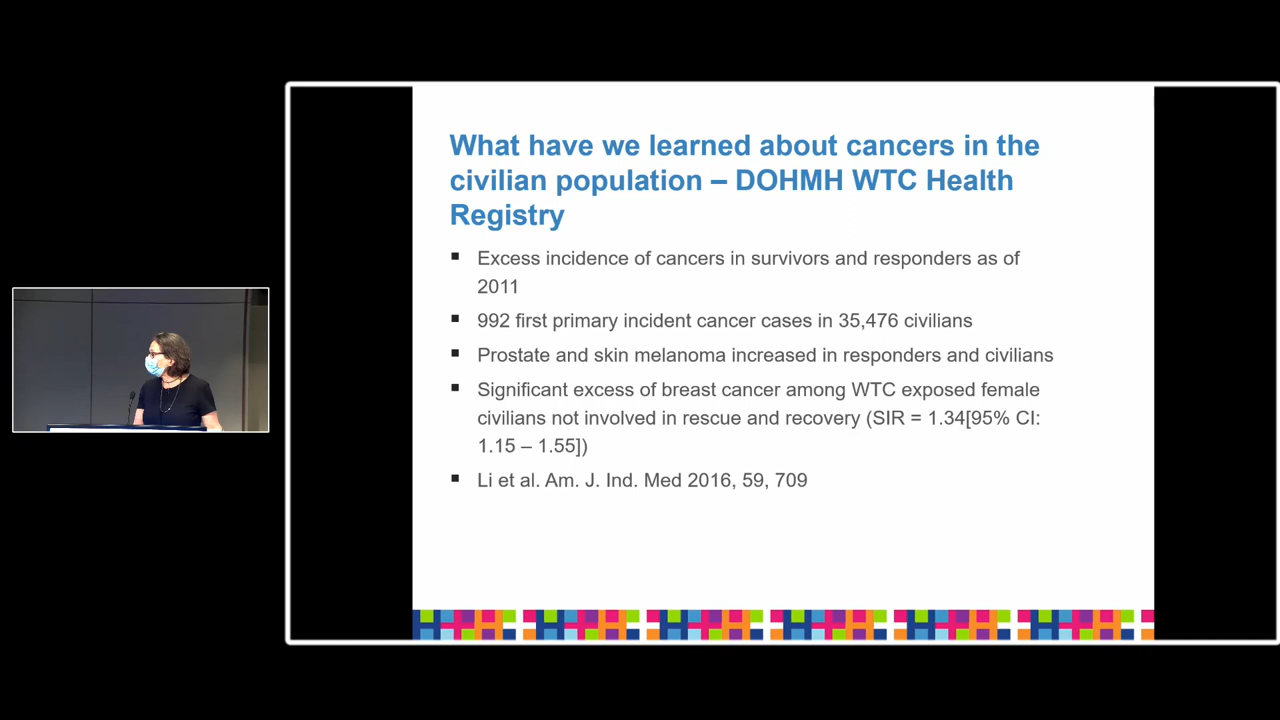 What have we learned about cancers in the
civilian population – DOHMH WTC Health
Registry
▪ Excess incidence of cancers in survivors and responders as of
2011
▪ 992 first primary incident cancer cases in 35,476 civilians
▪ Prostate and skin melanoma increased in responders and civilians
▪ Significant excess of breast cancer among WTC exposed female
civilians not involved in rescue and recovery (SIR = 1.34[95% CI:
1.15 – 1.55])
▪ Li et al. Am. J. Ind. Med 2016, 59, 709